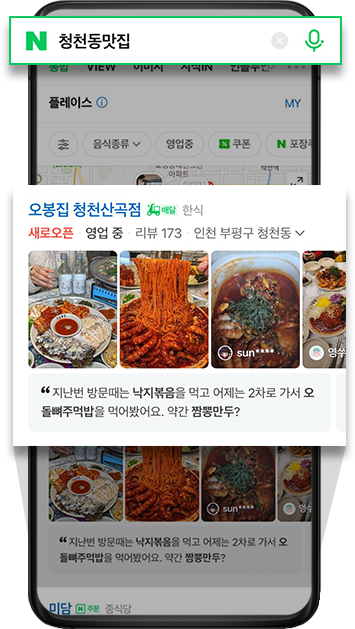 N 청천동맛집
통합 VIEW 이미지 지식iN 인플루언서
플레이스 MY
음식종류 영업중 쿠폰 N 포장주
아파트
오봉집 청천산곡점 배달 한식
새로오픈 · 영업 중 · 리뷰 173 · 인천 부평구 청천동
sun**** 영쑤
지난번 방문때는 낙지볶음을 먹고 어제는 2차로 가서 오
돌뼈주먹밥을 먹어봤어요. 약간 짬뽕만두?
sun**** 영쑤
지난번 방문때는 낙지볶음을 먹고 어제는 2차로 가서 오
돌뼈주먹밥을 먹어봤어요. 약간 짬뽕만두?
미담 N 주문 중식당